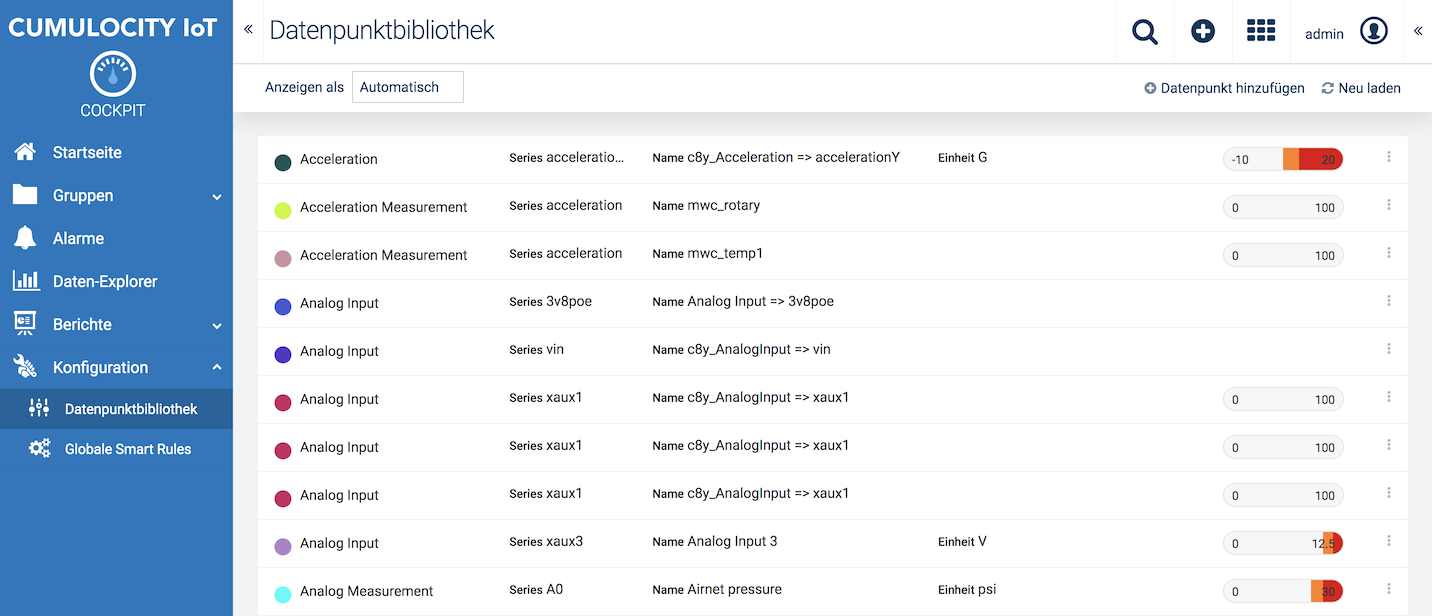 CUMULOCITY IoT
COCKPIT
Startseite
Gruppen
Alarme
Daten-Explorer
Berichte
Konfiguration
Datenpunktbibliothek
Globale Smart Rules
Datenpunktbibliothek
admin
Anzeigen als Automatisch Datenpunkt hinzufügen Neu laden
Acceleration Series acceleratio... Name c8y_Acceleration => accelerationY Einheit G -10 20
Acceleration Measurement Series acceleration Name mwc_rotary 0 100
Acceleration Measurement Series acceleration Name mwc_temp1 0 100
Analog Input Series 3v8poe Name Analog Input => 3v8poe
Analog Input Series vin Name c8y_AnalogInput => vin
Analog Input Series xaux1 Name c8y_AnalogInput => xaux1 0 100
Analog Input Series xaux1 Name c8y_AnalogInput => xaux1 0 100
Analog Input Series xaux1 Name c8y_AnalogInput => xaux1 0 100
Analog Input Series xaux3 Name Analog Input 3 Einheit V 0 12.5
Analog Measurement Series A0 Name Airnet pressure Einheit psi 0 30